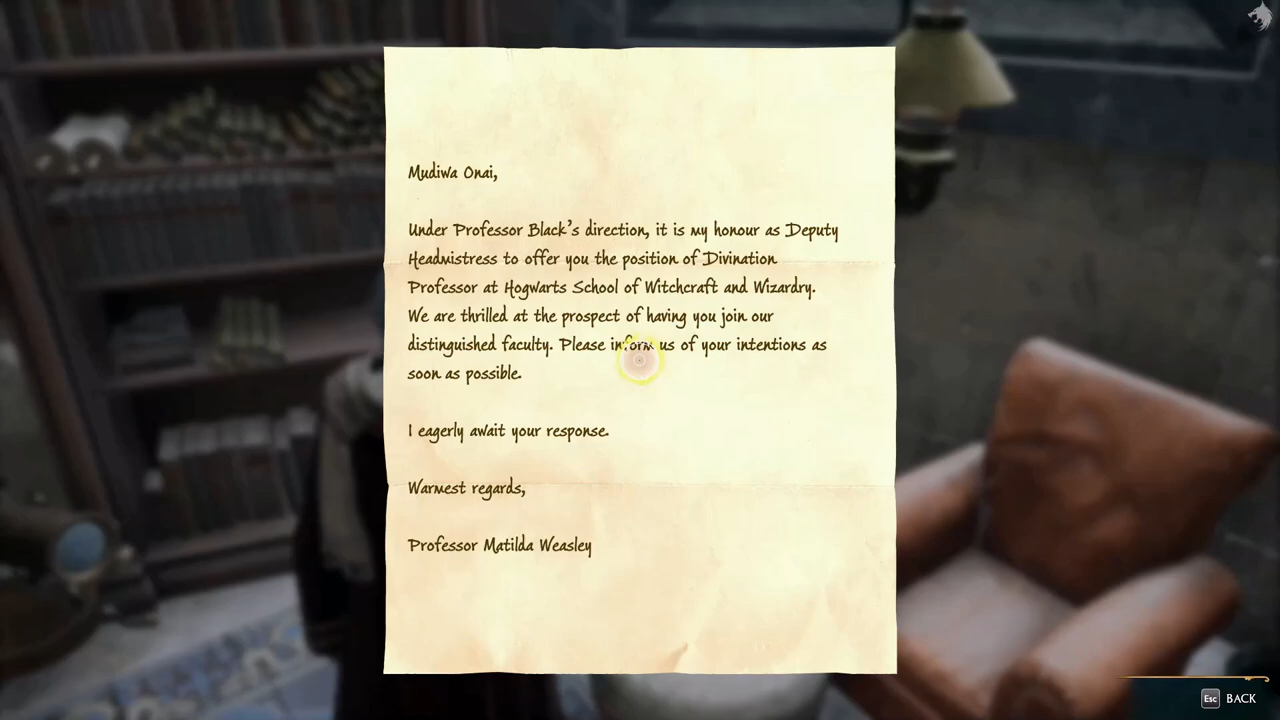 Mudiwa Onai,
Under Professor Black's direction, it is my honour as Deputy
Headmistress to offer you the position of Divination
Professor at Hogwarts School of Witchcraft and Wizardry.
We are thrilled at the prospect of having you join our
distinguished faculty. Please inform us of your intentions as
soon as possible.
I eagerly await your response.
Warmest regards,
Professor Matilda Weasley
Esc BACK